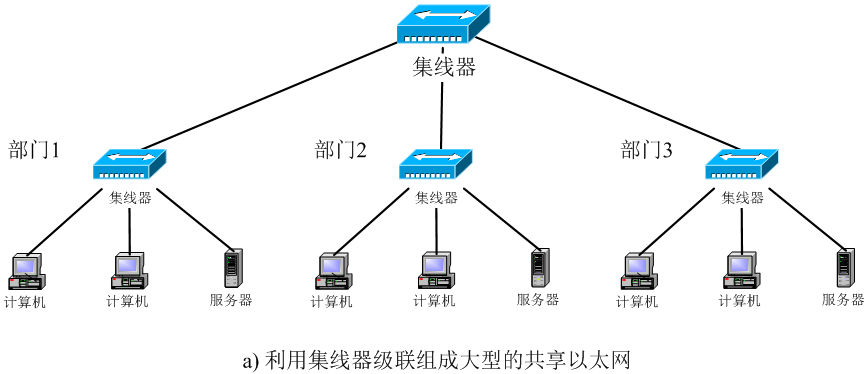 集线器
部门1
部门2
部门3
集线器
集线器
集线器
计算机
计算机
服务器
计算机
计算机
服务器
计算机
计算机
服务器
a) 利用集线器级联组成大型的共享以太网